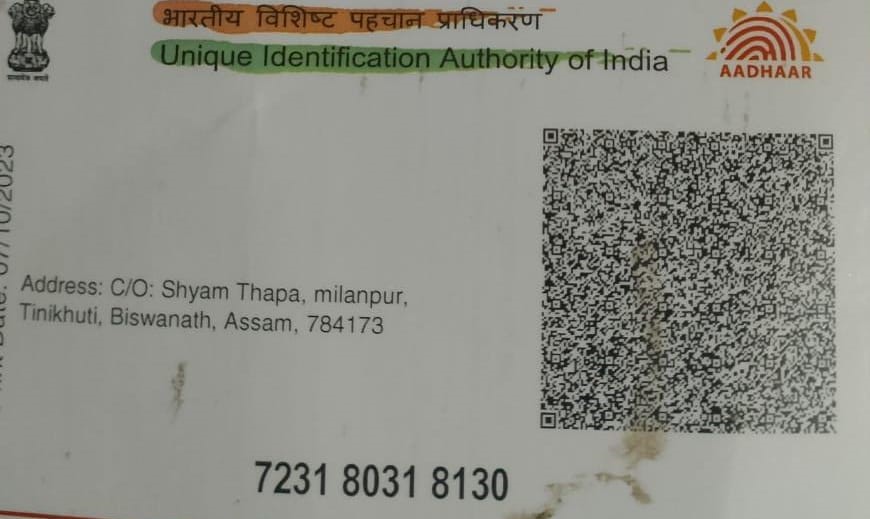 भारतीय विशिष्ट पहचान प्राधिकरण
Unique Identification Authority of India
AADHAAR
Date:
Address: C/O: Shyam Thapa, milanpur,
Tinikhuti, Biswanath, Assam, 784173
7231 8031 8130